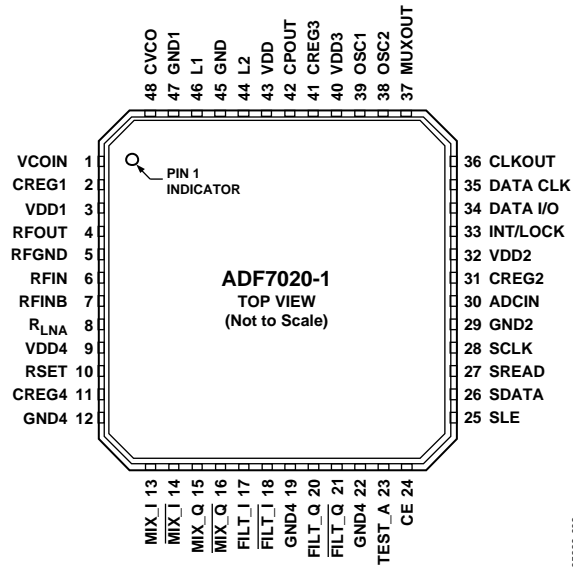 48 CVCO
47 GND1
46 L1
45 GND
44 L2
43 VDD
42 CPOUT
41 CREG3
40 VDD3
39 OSC1
38 OSC2
37 MUXOUT
VCOIN 1
CREG1 2
VDD1 3
RFOUT 4
RFGND 5
RFIN 6
RFINB 7
RLNA 8
VDD4 9
RSET 10
CREG4 11
GND4 12
PIN 1
INDICATOR
ADF7020-1
TOP VIEW
(Not to Scale)
36 CLKOUT
35 DATA CLK
34 DATA I/O
33 INT/LOCK
32 VDD2
31 CREG2
30 ADCIN
29 GND2
28 SCLK
27 SREAD
26 SDATA
25 SLE
MIX_I 13
MIX_I 14
MIX_Q 15
MIX_Q 16
FILT_I 17
FILT_I 18
GND4 19
FILT_Q 20
FILT_Q 21
GND4 22
TEST_A 23
CE 24